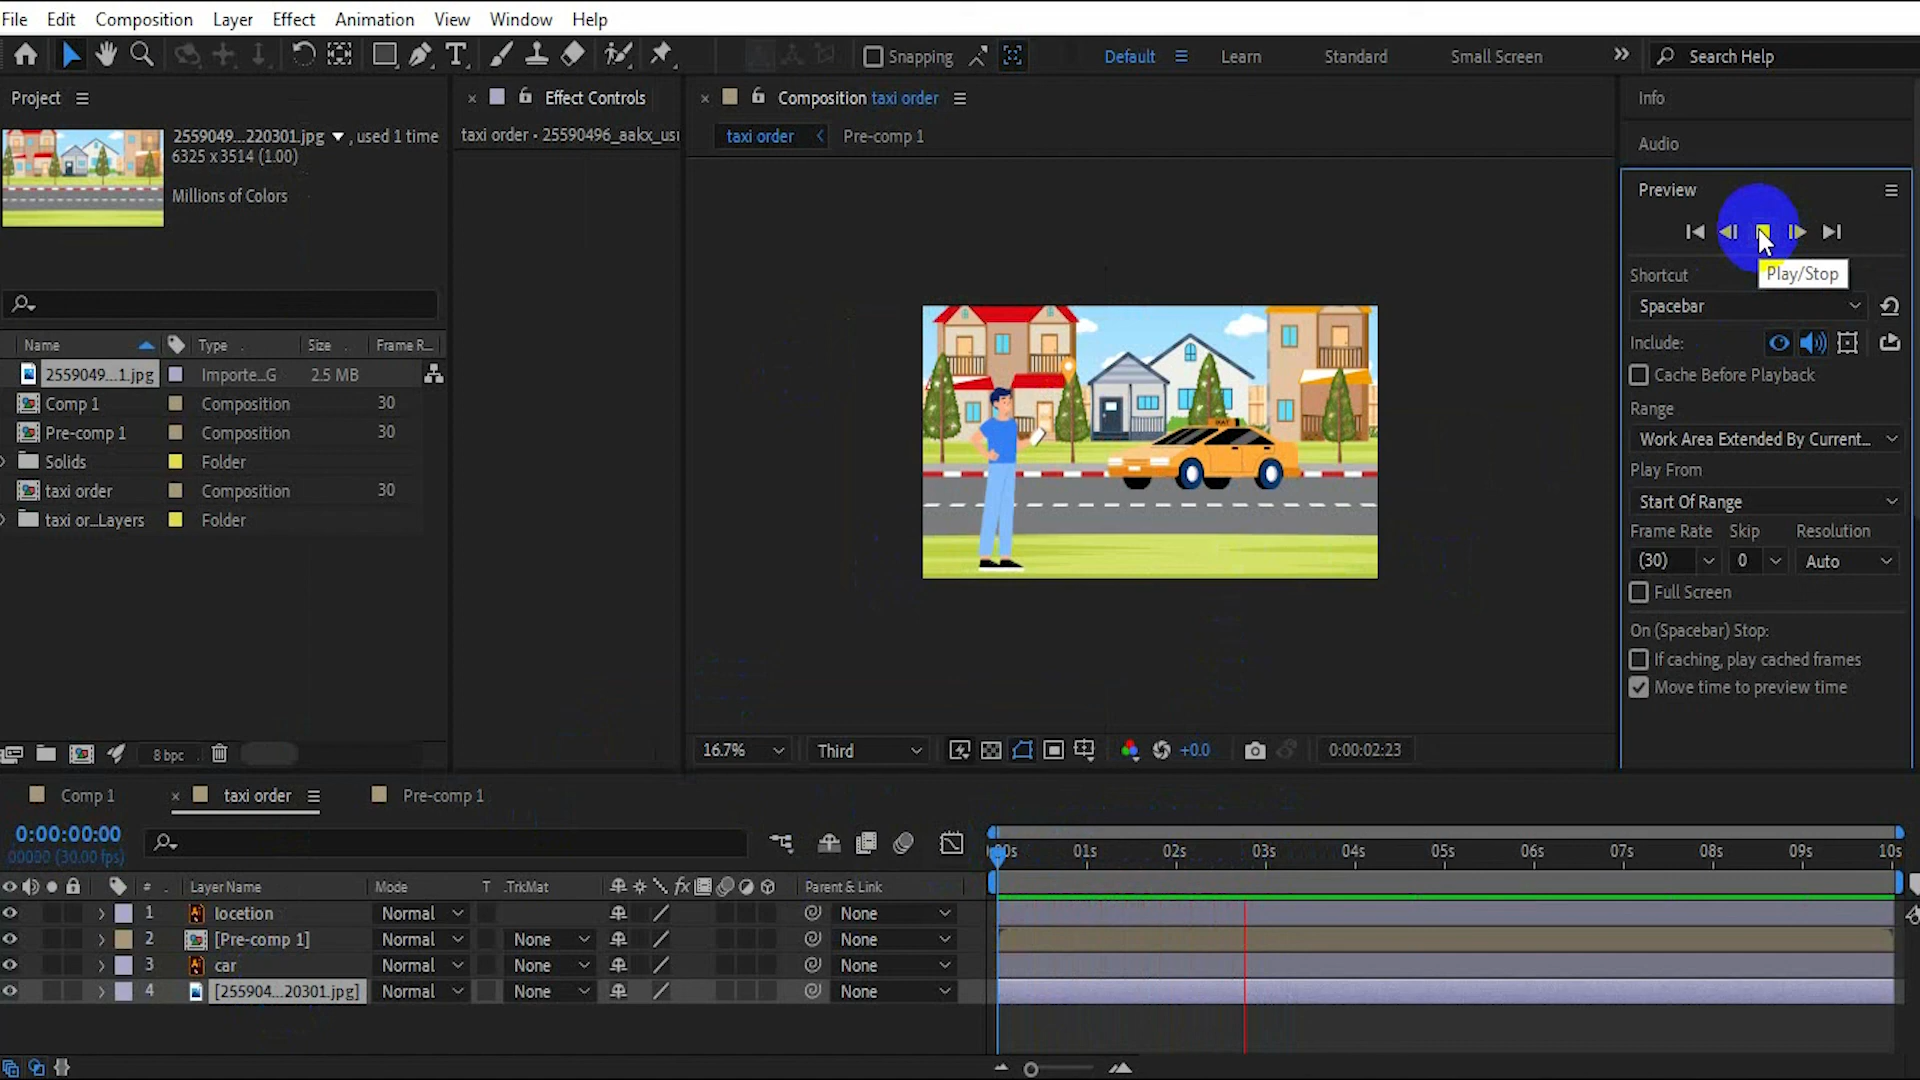 File Edit Composition Layer Effect Animation View Window Help
Snapping Default Learn Standard Small Screen Search Help
Project
2559049...220301.jpg , used 1 time
6325 x 3514 (1.00)
Millions of Colors
Name Type Size Frame R...
2559049...1.jpg Importe...G 2.5 MB
Comp 1 Composition 30
Pre-comp 1 Composition 30
Solids Folder
taxi order Composition 30
taxi or...Layers Folder
8 bpc
Effect Controls
taxi order • 25590496_aakx_usr
Composition taxi order
taxi order Pre-comp 1
16.7% Third +0.0 0:00:02:23
Info
Audio
Preview
Play/Stop
Shortcut
Spacebar
Include:
Cache Before Playback
Range
Work Area Extended By Current...
Play From
Start Of Range
Frame Rate Skip Resolution
(30) 0 Auto
Full Screen
On (Spacebar) Stop:
If caching, play cached frames
Move time to preview time
Comp 1 taxi order Pre-comp 1
0:00:00:00
00000 (30.00 fps)
:00s 01s 02s 03s 04s 05s 06s 07s 08s 09s 10s
# Layer Name Mode T .TrkMat fx Parent & Link
1 locetion Normal None
2 [Pre-comp 1] Normal None None
3 car Normal None None
4 [255904...20301.jpg] Normal None None